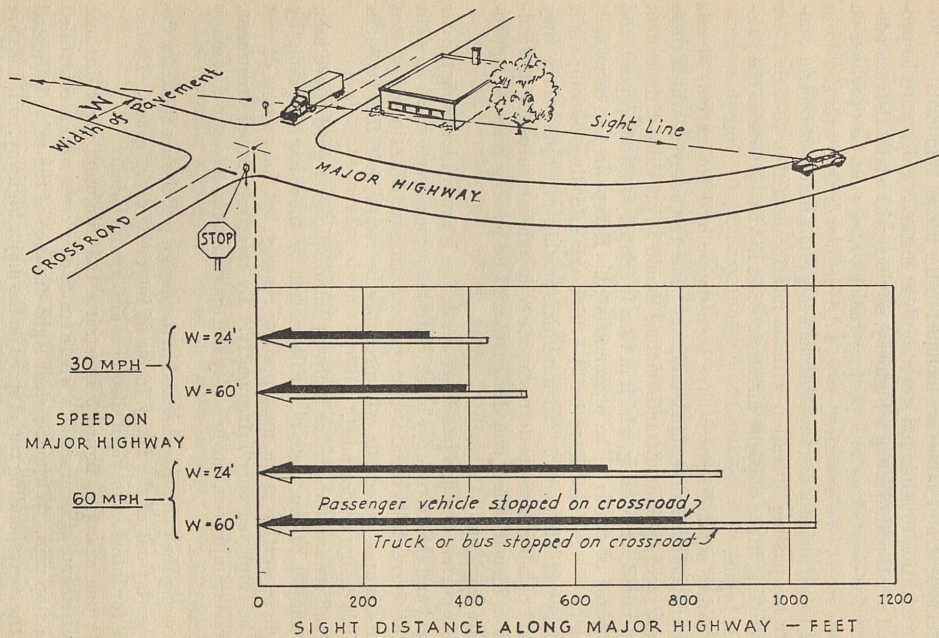 W
Width of Pavement
Sight Line
MAJOR HIGHWAY
CROSSROAD
STOP
30 MPH
W=24'
W=60'
SPEED ON
MAJOR HIGHWAY
60 MPH
W=24'
W=60'
Passenger vehicle stopped on crossroad
Truck or bus stopped on crossroad
0 200 400 600 800 1000 1200
SIGHT DISTANCE ALONG MAJOR HIGHWAY — FEET